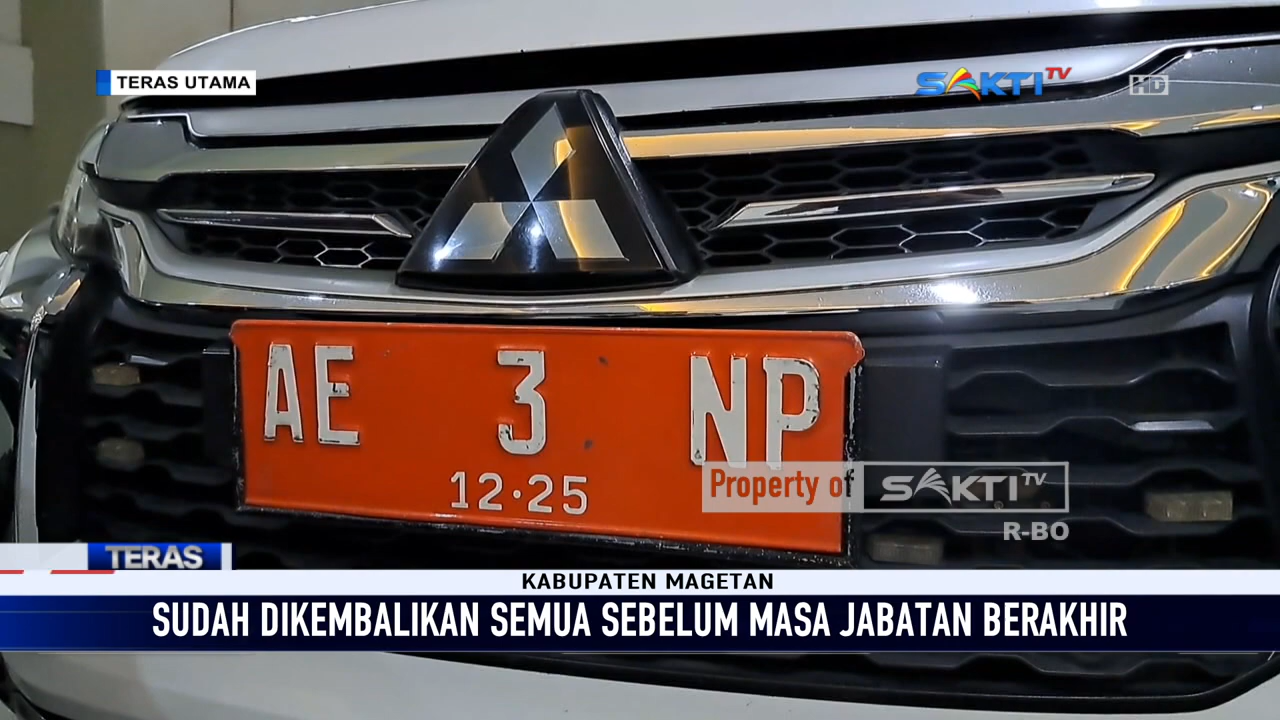 TERAS UTAMA
SAKTI TV
HD
AE 3 NP
12·25
Property of SAKTI TV
R-BO
TERAS
KABUPATEN MAGETAN
SUDAH DIKEMBALIKAN SEMUA SEBELUM MASA JABATAN BERAKHIR